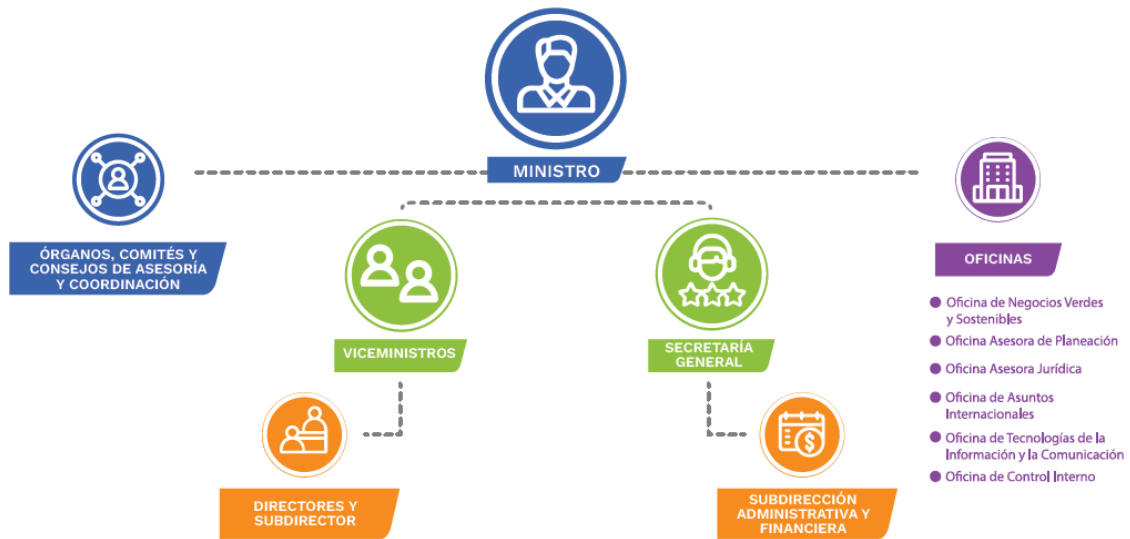 MINISTRO
ÓRGANOS, COMITÉS Y
CONSEJOS DE ASESORÍA
Y COORDINACIÓN
OFICINAS
VICEMINISTROS
SECRETARÍA
GENERAL
Oficina de Negocios Verdes
y Sostenibles
Oficina Asesora de Planeación
Oficina Asesora Jurídica
Oficina de Asuntos
Internacionales
Oficina de Tecnologías de la
Información y la Comunicación
Oficina de Control Interno
$
DIRECTORES Y
SUBDIRECTOR
SUBDIRECCIÓN
ADMINISTRATIVA Y
FINANCIERA